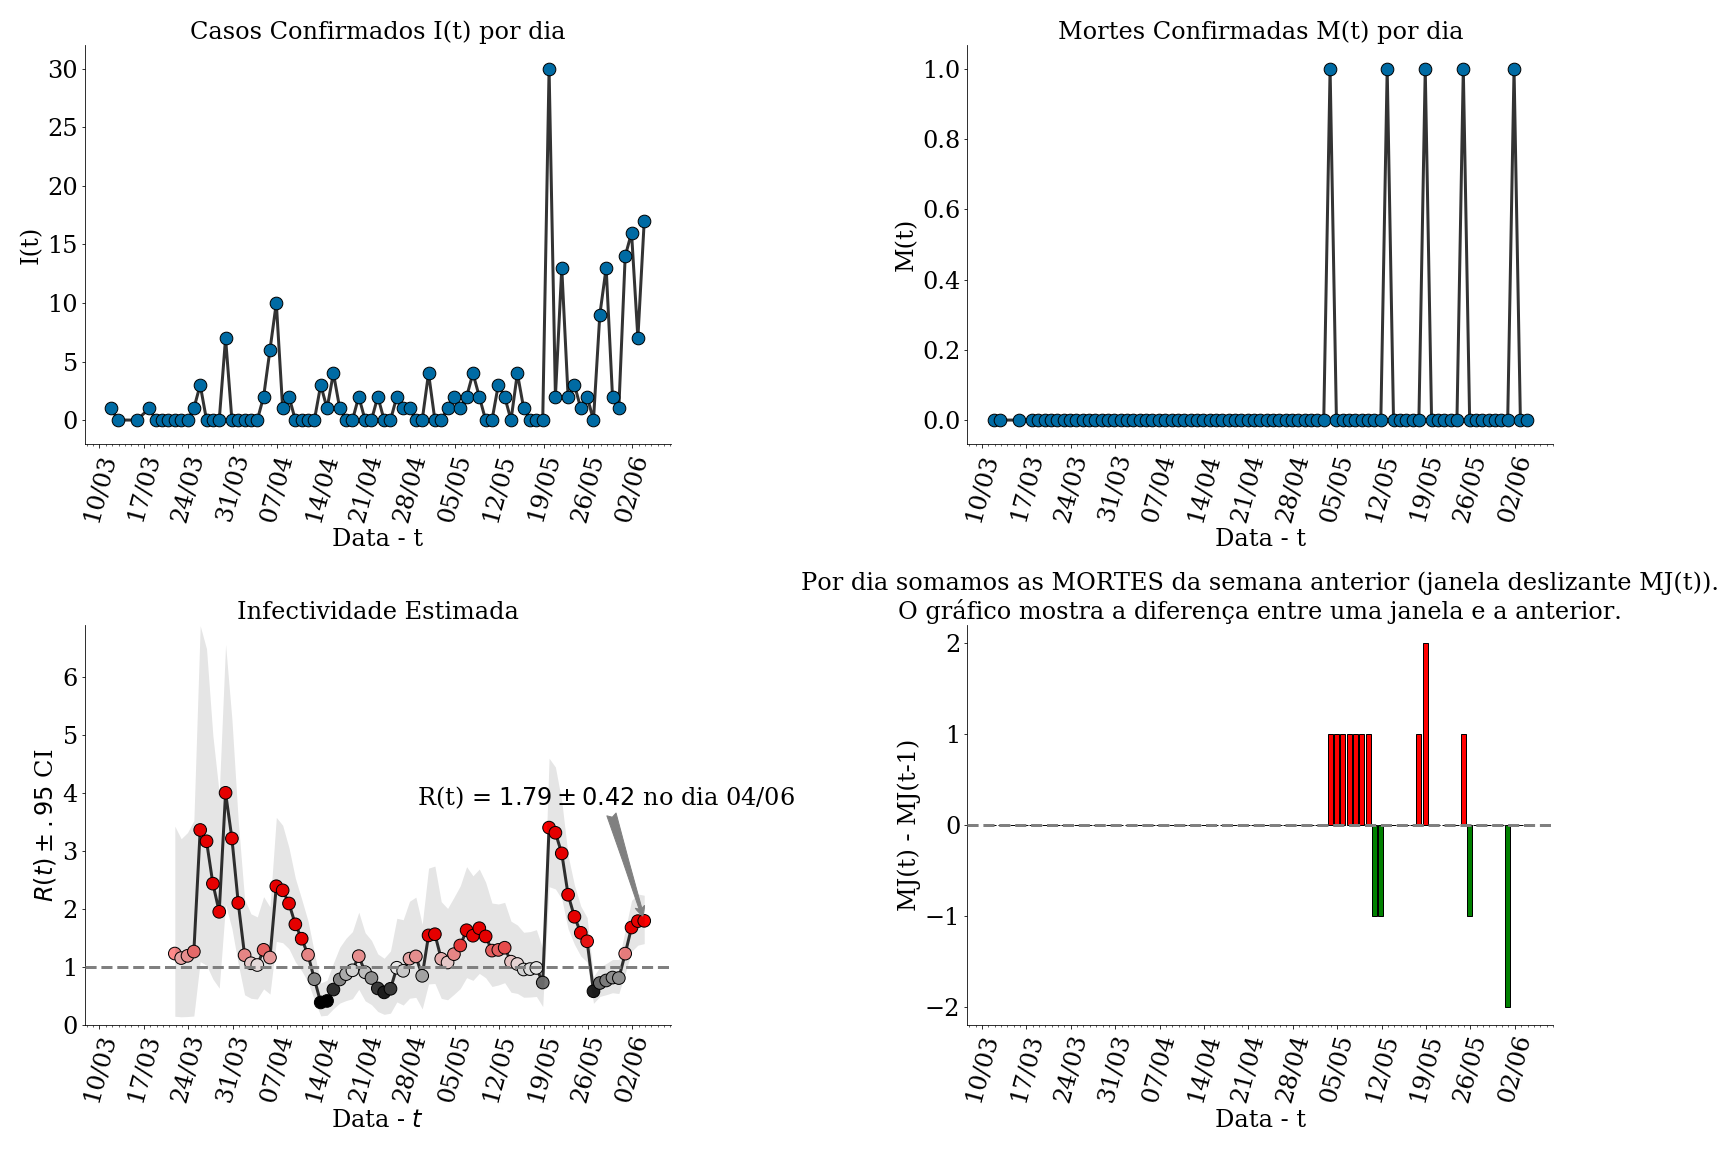 Casos Confirmados I(t) por dia
I(t)
30
25
20
15
10
5
0
10/03 17/03 24/03 31/03 07/04 14/04 21/04 28/04 05/05 12/05 19/05 26/05 02/06
Data - t
Mortes Confirmadas M(t) por dia
M(t)
1.0
0.8
0.6
0.4
0.2
0.0
10/03 17/03 24/03 31/03 07/04 14/04 21/04 28/04 05/05 12/05 19/05 26/05 02/06
Data - t
Infectividade Estimada
R(t) ± .95 CI
6
5
4
3
2
1
0
R(t) = 1.79 ± 0.42 no dia 04/06
10/03 17/03 24/03 31/03 07/04 14/04 21/04 28/04 05/05 12/05 19/05 26/05 02/06
Data - t
Por dia somamos as MORTES da semana anterior (janela deslizante MJ(t)).
O gráfico mostra a diferença entre uma janela e a anterior.
MJ(t) - MJ(t-1)
2
1
0
−1
−2
10/03 17/03 24/03 31/03 07/04 14/04 21/04 28/04 05/05 12/05 19/05 26/05 02/06
Data - t